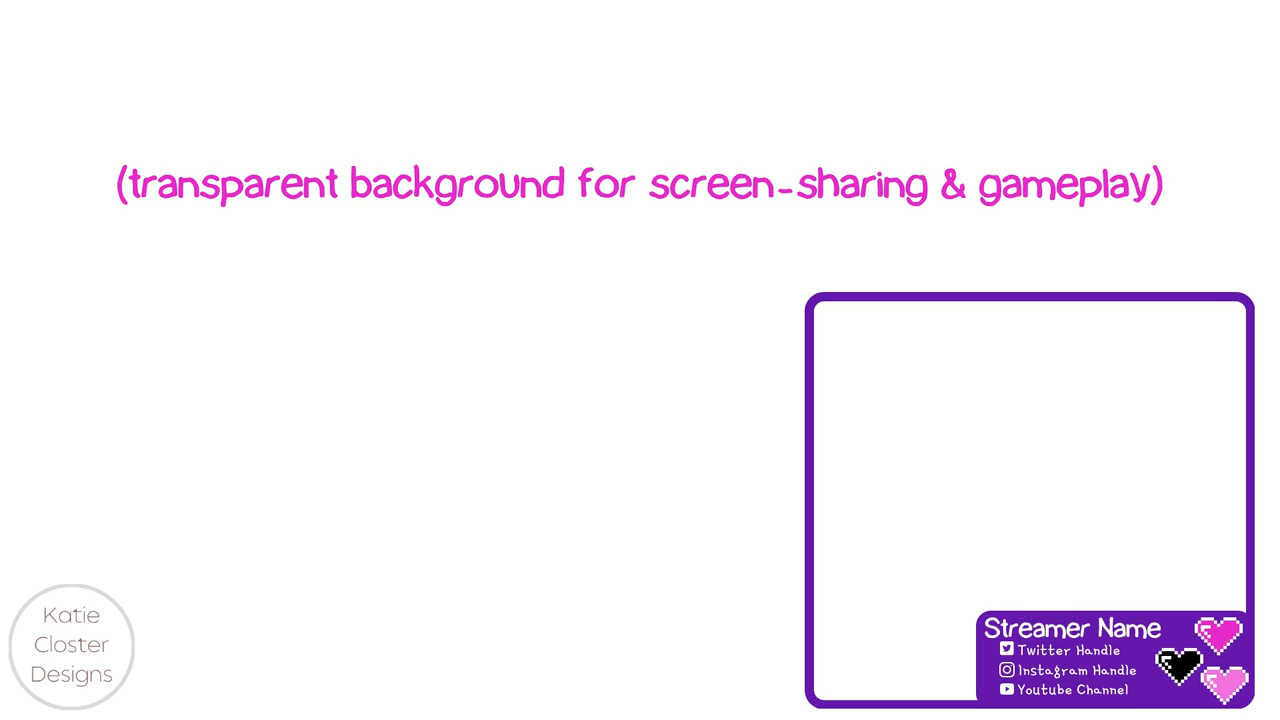 (transparent background for screen-sharing & gameplay)
Streamer Name
Twitter Handle
Instagram Handle
Youtube Channel
Katie
Closter
Designs